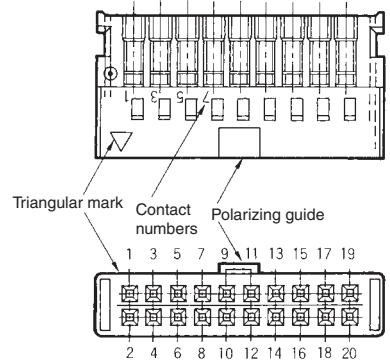 1 3 5 7
Triangular mark
Contact
numbers
Polarizing guide
1 3 5 7 9 11 13 15 17 19
2 4 6 8 10 12 14 16 18 20